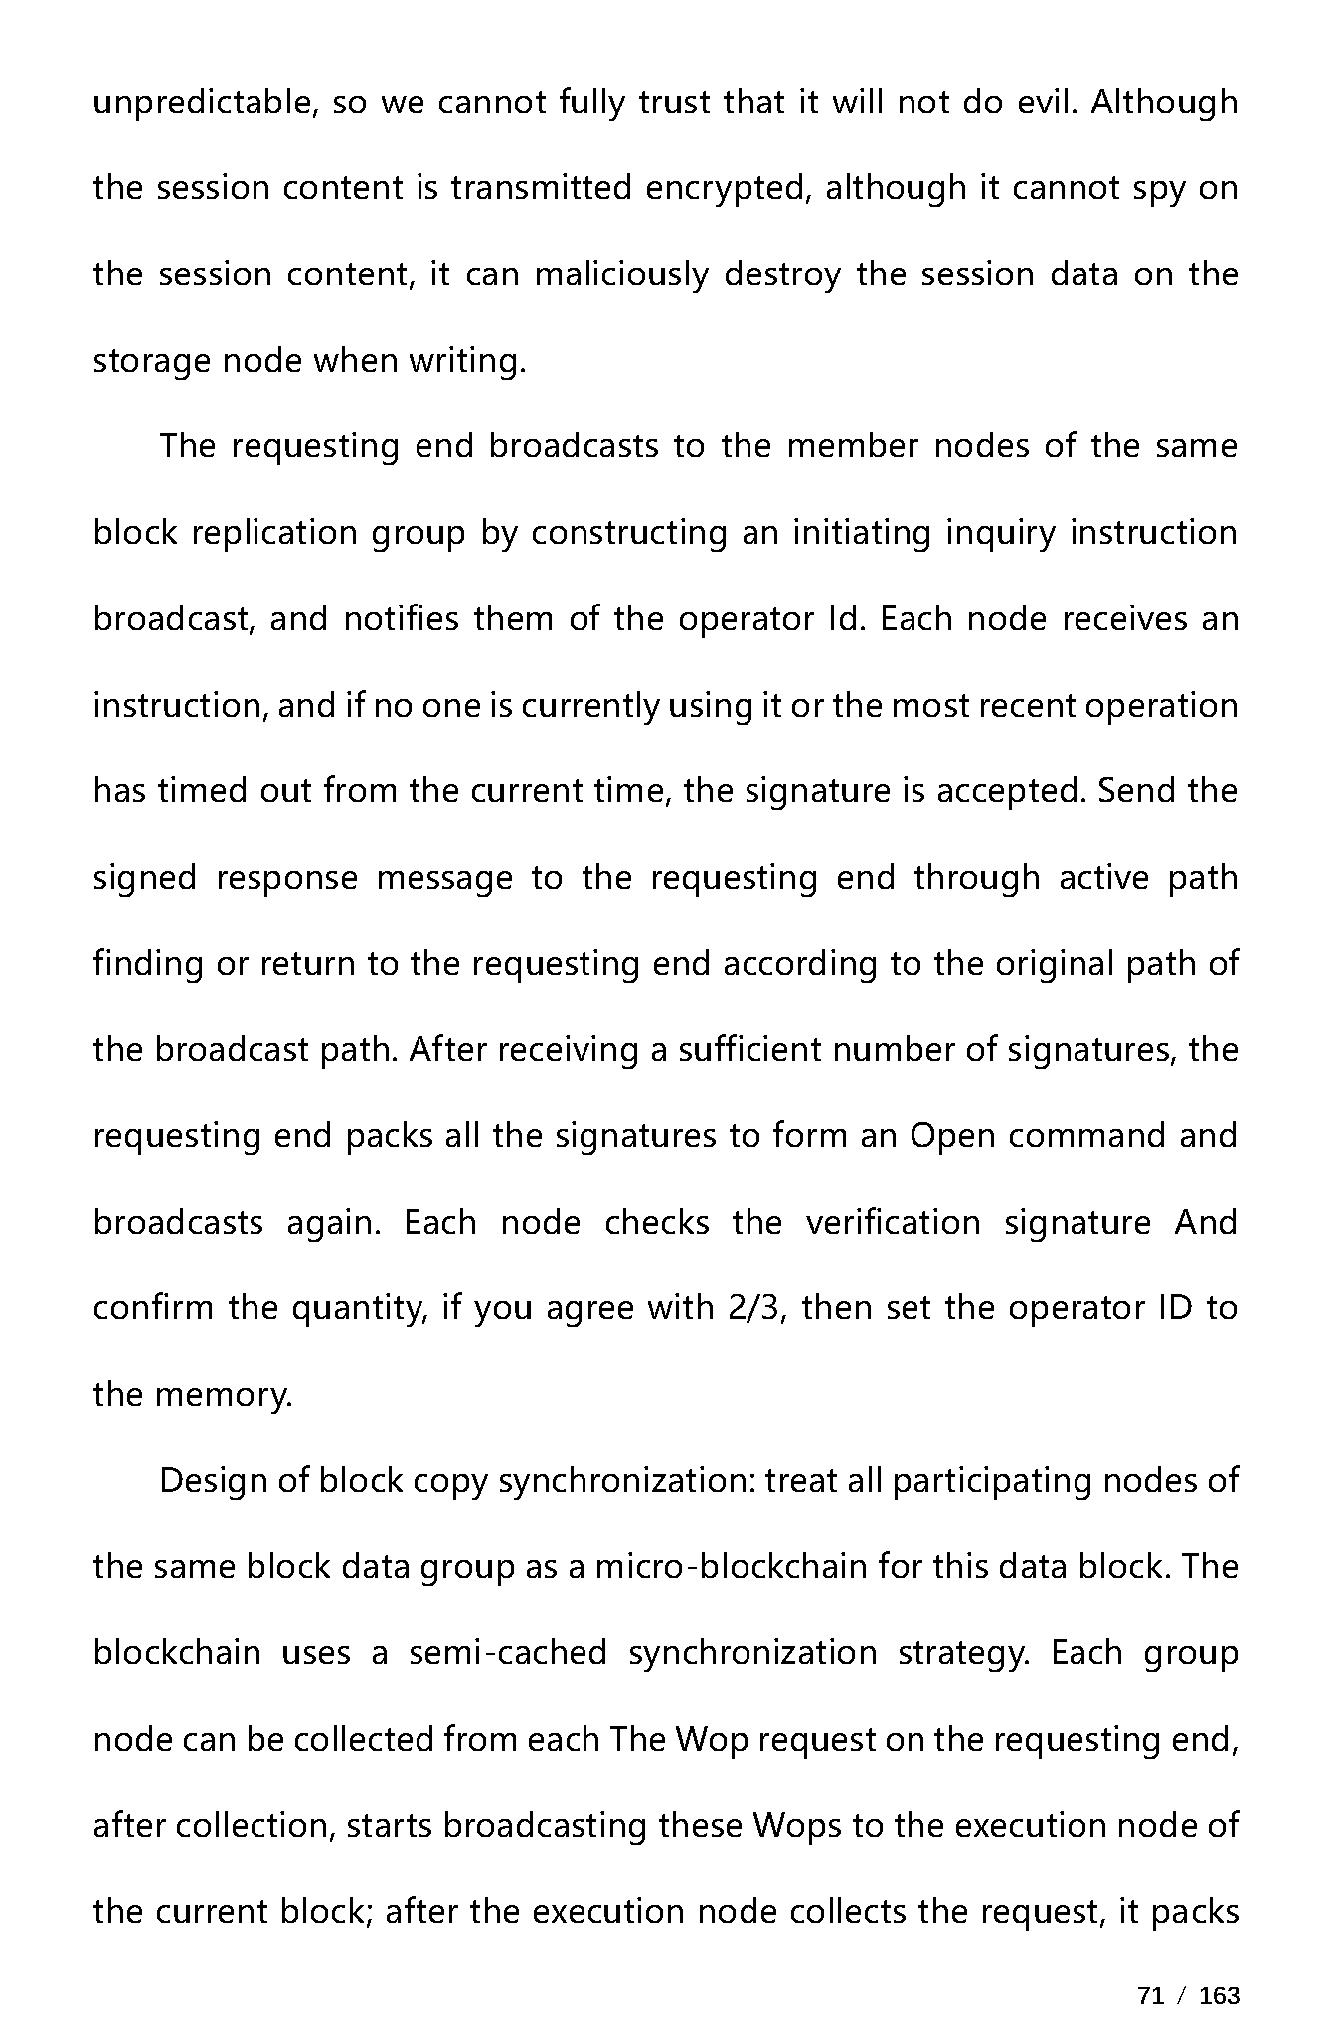 unpredictable, so we cannot fully trust that it will not do evil. Although
the session content is transmitted encrypted, although it cannot spy on
the session content, it can maliciously destroy the session data on the
storage node when writing.
The requesting end broadcasts to the member nodes of the same
block replication group by constructing an initiating inquiry instruction
broadcast, and notifies them of the operator Id. Each node receives an
instruction, and if no one is currently using it or the most recent operation
has timed out from the current time, the signature is accepted. Send the
signed response message to the requesting end through active path
finding or return to the requesting end according to the original path of
the broadcast path. After receiving a sufficient number of signatures, the
requesting end packs all the signatures to form an Open command and
broadcasts again. Each node checks the verification signature And
confirm the quantity, if you agree with 2/3, then set the operator ID to
the memory.
Design of block copy synchronization: treat all participating nodes of
the same block data group as a micro-blockchain for this data block. The
blockchain uses a semi-cached synchronization strategy. Each group
node can be collected from each The Wop request on the requesting end,
after collection, starts broadcasting these Wops to the execution node of
the current block; after the execution node collects the request, it packs
71 / 163